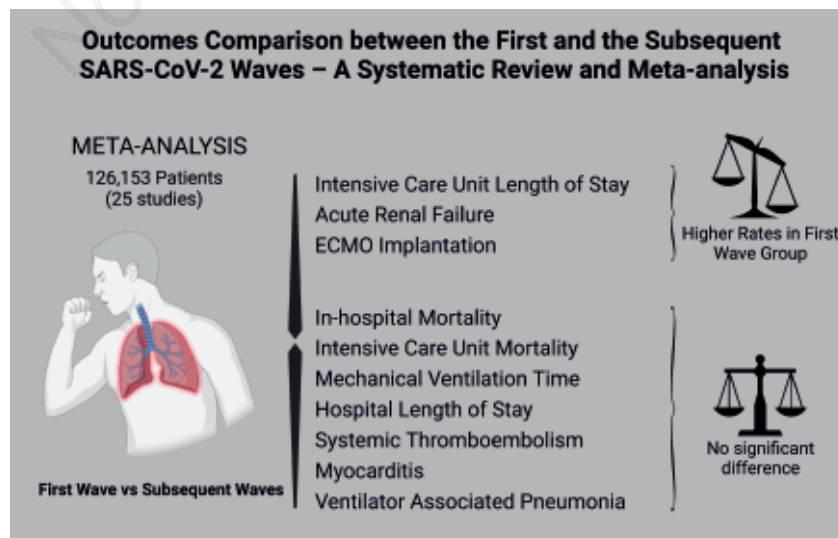 Outcomes Comparison between the First and the Subsequent
SARS-CoV-2 Waves – A Systematic Review and Meta-analysis
META-ANALYSIS
126,153 Patients
(25 studies)
First Wave vs Subsequent Waves
Intensive Care Unit Length of Stay
Acute Renal Failure
ECMO Implantation
Higher Rates in First
Wave Group
In-hospital Mortality
Intensive Care Unit Mortality
Mechanical Ventilation Time
Hospital Length of Stay
Systemic Thromboembolism
Myocarditis
Ventilator Associated Pneumonia
No significant
difference